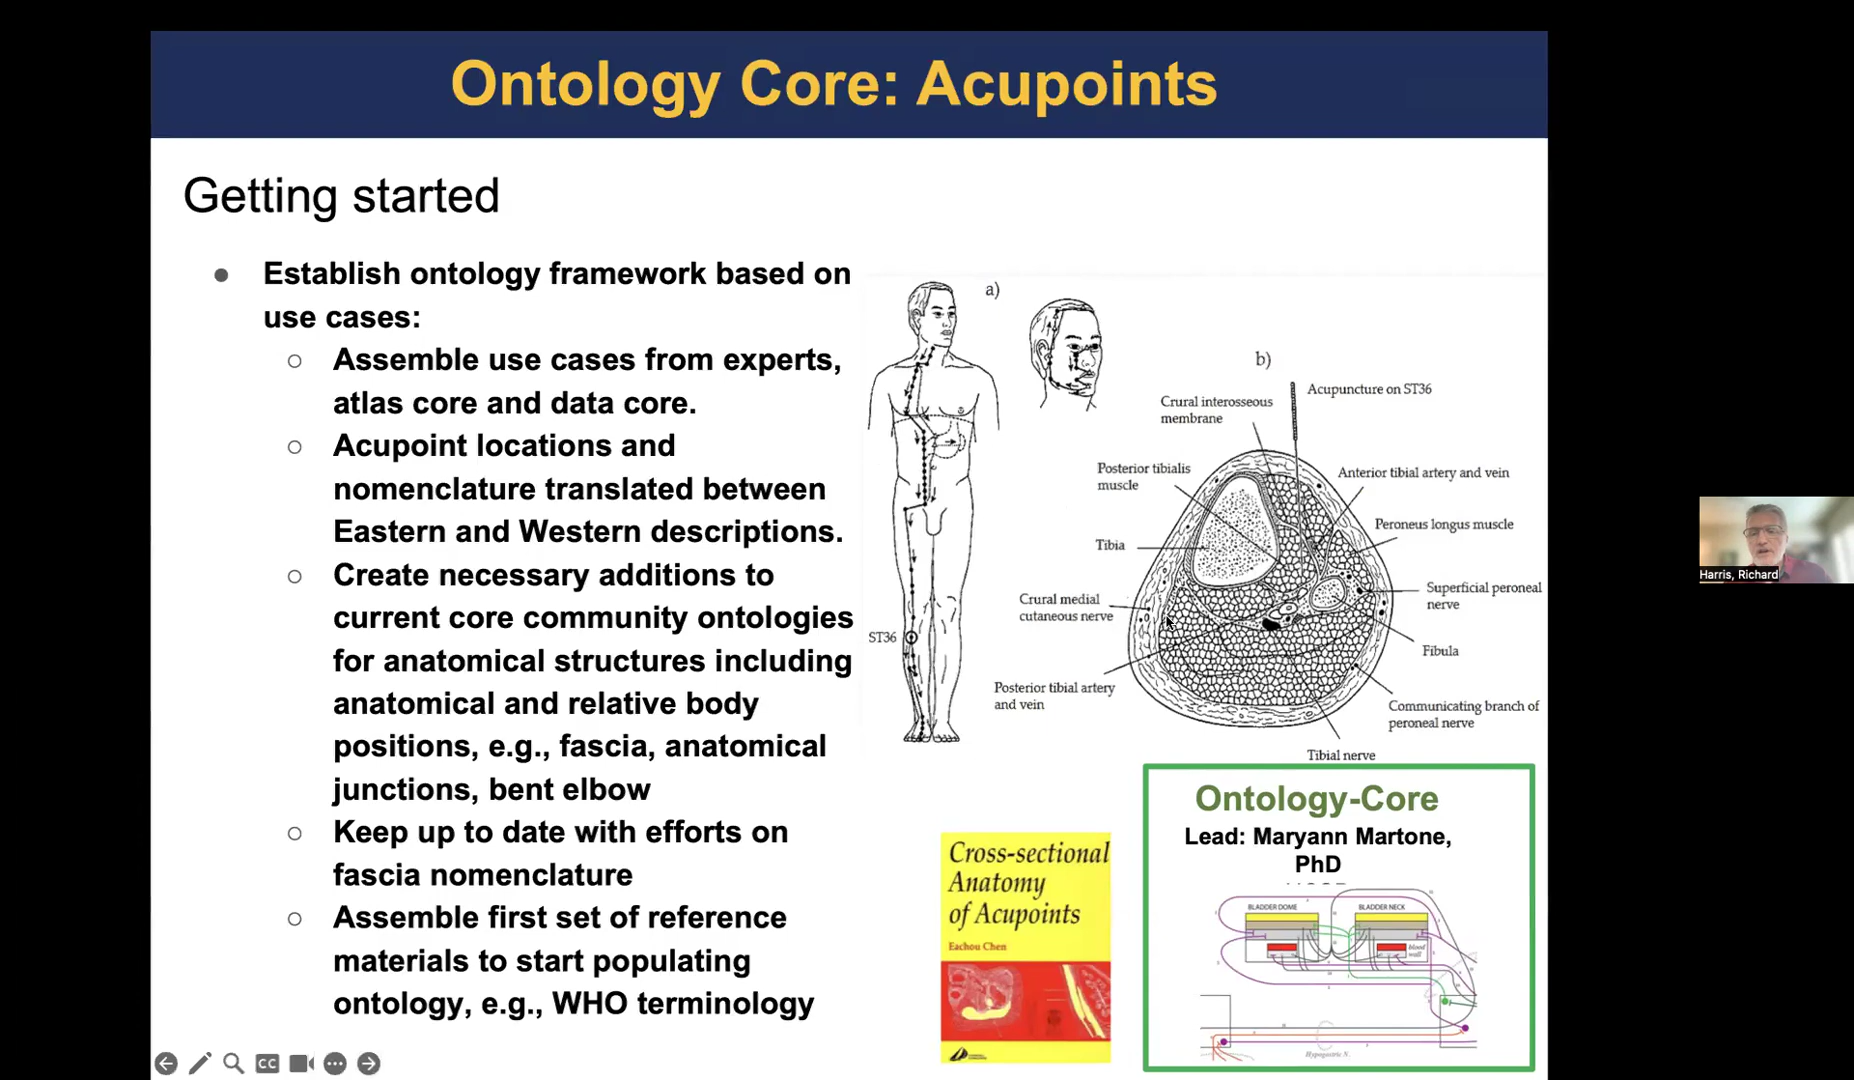 Ontology Core: Acupoints
Getting started
Establish ontology framework based on
use cases:
Assemble use cases from experts,
atlas core and data core.
Acupoint locations and
nomenclature translated between
Eastern and Western descriptions.
Create necessary additions to
current core community ontologies
for anatomical structures including
anatomical and relative body
positions, e.g., fascia, anatomical
junctions, bent elbow
Keep up to date with efforts on
fascia nomenclature
Assemble first set of reference
materials to start populating
ontology, e.g., WHO terminology
a)
ST36
b)
Acupuncture on ST36
Crural interosseous
membrane
Posterior tibialis
muscle
Anterior tibial artery and vein
Peroneus longus muscle
Tibia
Superficial peroneal
nerve
Crural medial
cutaneous nerve
Fibula
Posterior tibial artery
and vein
Communicating branch of
peroneal nerve
Tibial nerve
Cross-sectional
Anatomy
of Acupoints
Eachou Chen
Ontology-Core
Lead: Maryann Martone,
PhD
BLADDER DOME
BLADDER NECK
blood
wall
Hypogastric N.
CC
Harris, Richard